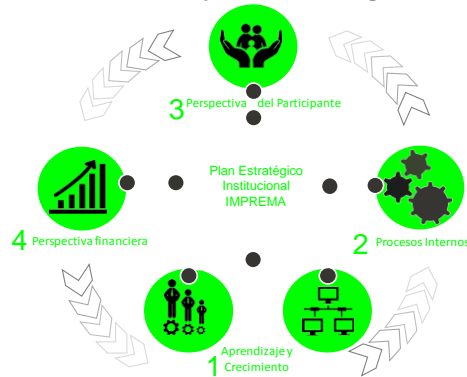 3 Perspectiva del Participante
Plan Estratégico
Institucional
IMPREMA
4 Perspectiva financiera
2 Procesos Internos
1 Aprendizaje y
Crecimiento